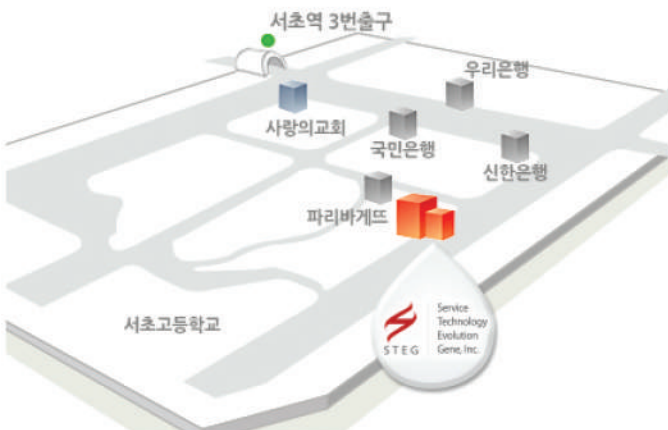 서초역 3번출구
우리은행
사랑의교회
국민은행
신한은행
파리바게뜨
서초고등학교
STEG
Service
Technology
Evolution
Gene, Inc.